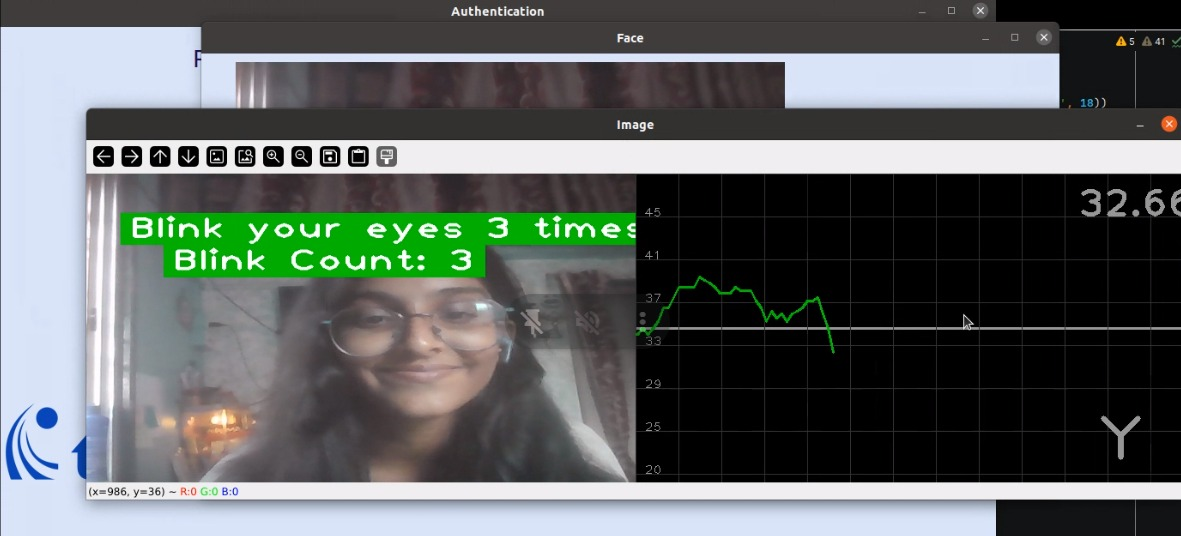 Authentication
Face
5 41
, 18))
Image
Blink your eyes 3 times
Blink Count: 3
32.66
45
41
37
33
29
25
20
Y
(x=986, y=36) ~ R:0 G:0 B:0